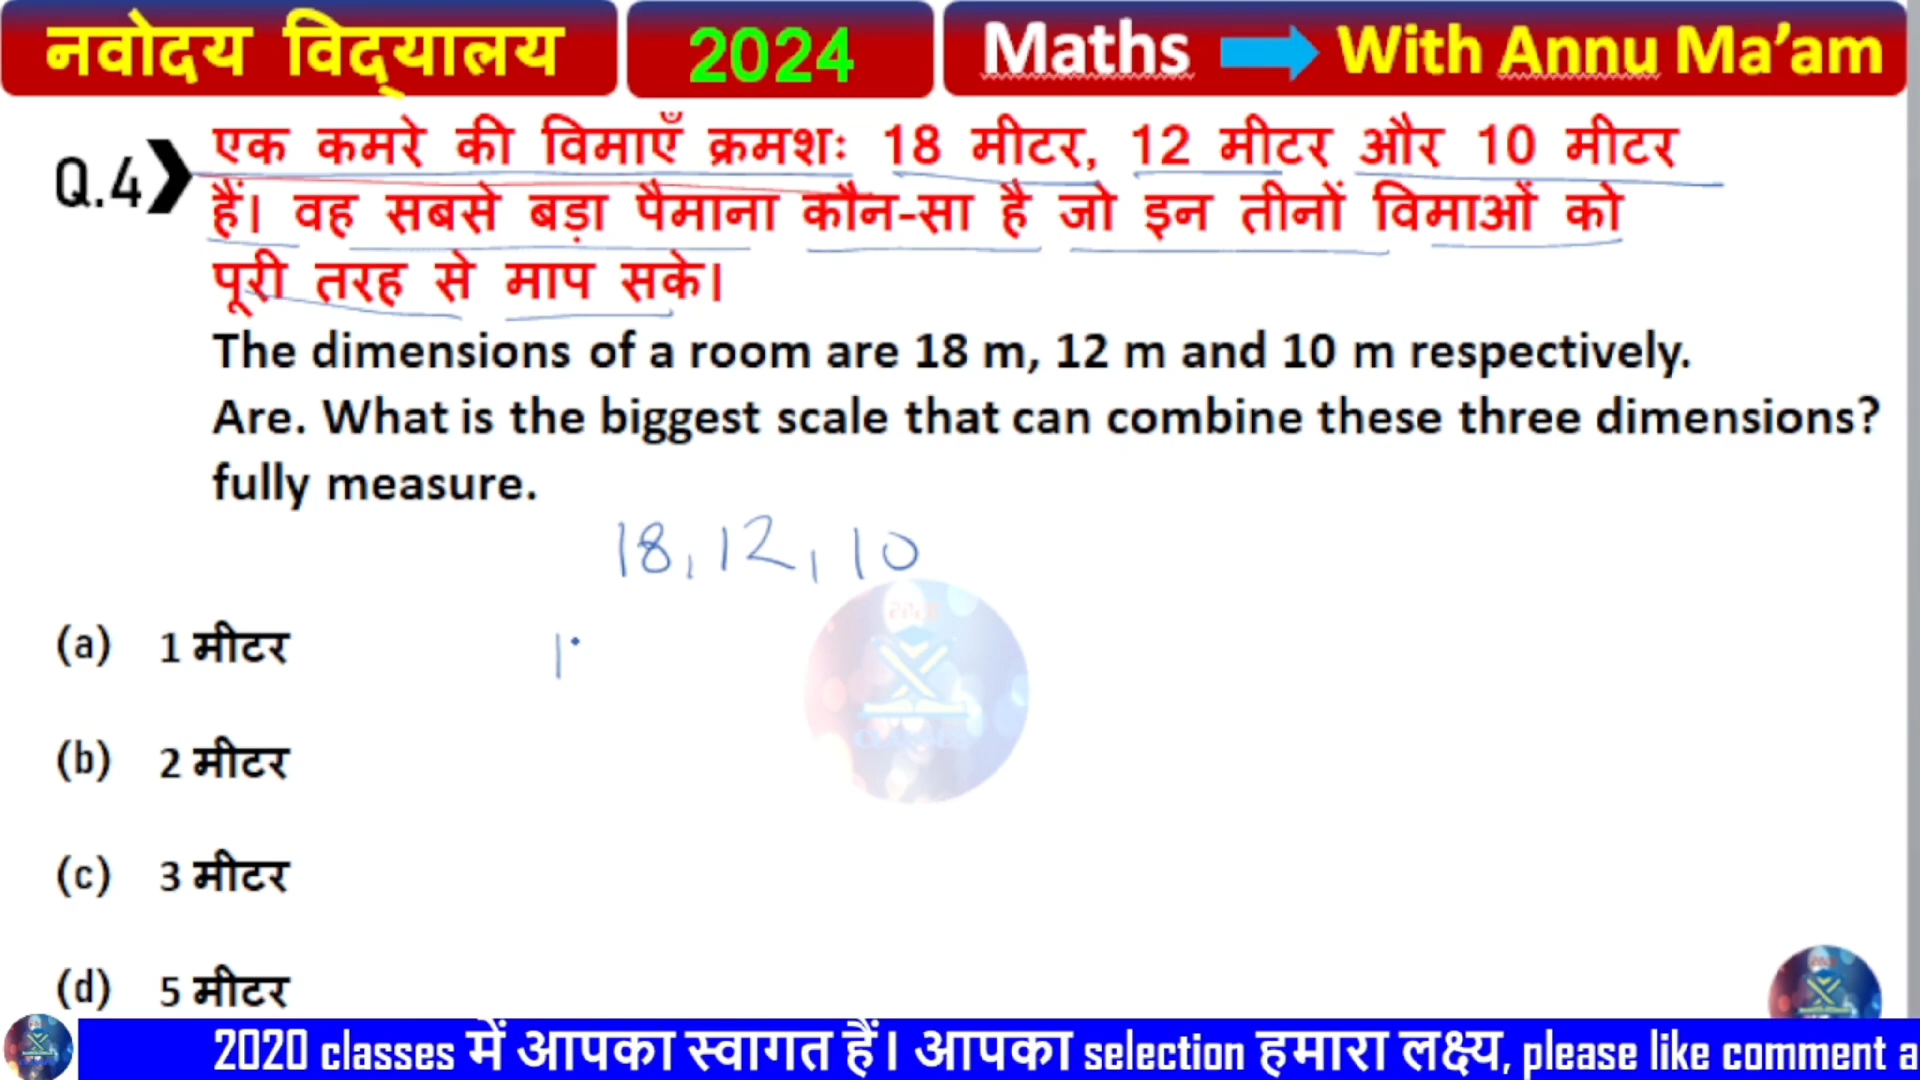 नवोदय विद्यालय 2024 Maths With Annu Ma’am
Q.4 एक कमरे की विमाएँ क्रमशः 18 मीटर, 12 मीटर और 10 मीटर
हैं। वह सबसे बड़ा पैमाना कौन-सा है जो इन तीनों विमाओं को
पूरी तरह से माप सके।
The dimensions of a room are 18 m, 12 m and 10 m respectively.
Are. What is the biggest scale that can combine these three dimensions?
fully measure.
18, 12, 10
(a) 1 मीटर
(b) 2 मीटर
(c) 3 मीटर
(d) 5 मीटर
2020 classes में आपका स्वागत हैं। आपका selection हमारा लक्ष्य, please like comment a